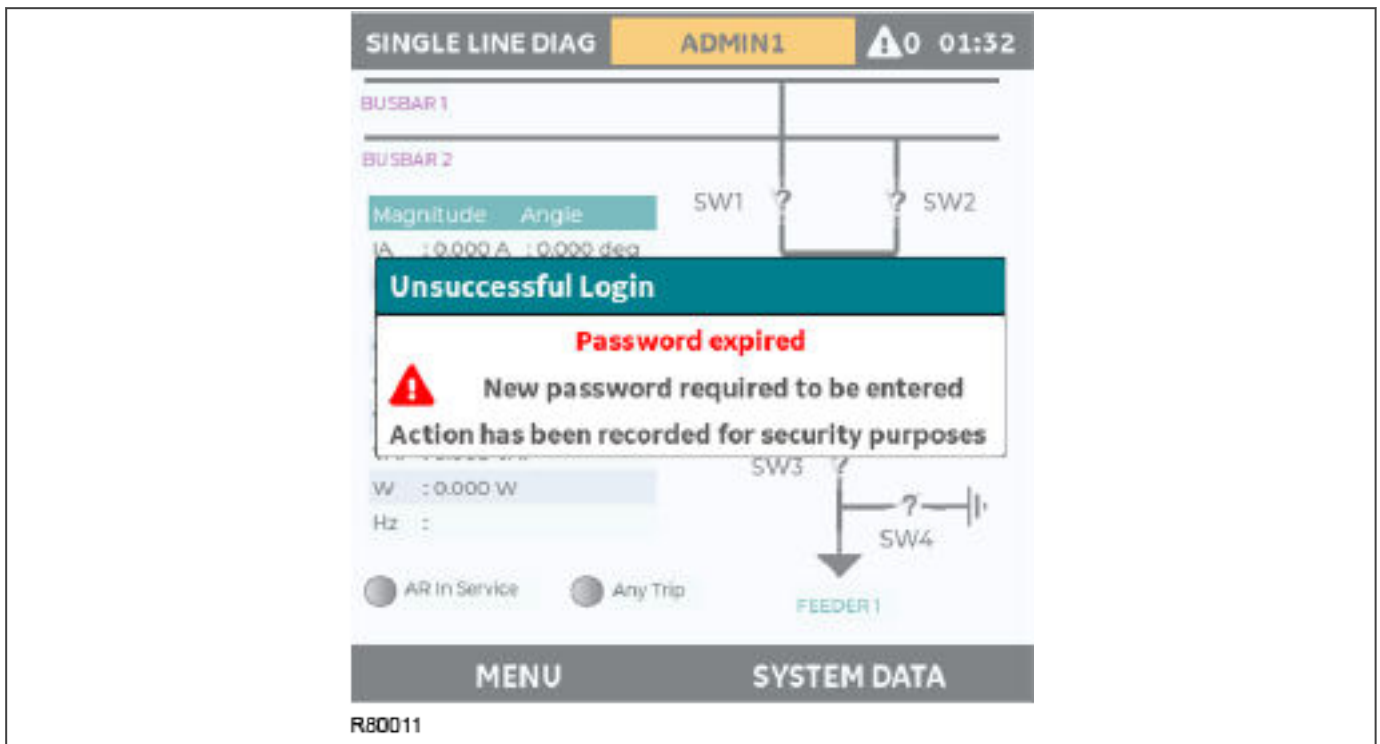 SINGLE LINE DIAG ADMIN1 0 01:32
BUSBAR 1
BUSBAR 2
SW1 ? ? SW2
Magnitude Angle
IA : 0.000 A : 0.000 deg
Unsuccessful Login
Password expired
New password required to be entered
Action has been recorded for security purposes
SW3 ?
W : 0.000 W
?
Hz :
SW4
AR In Service Any Trip
FEEDER 1
MENU SYSTEM DATA
R80011